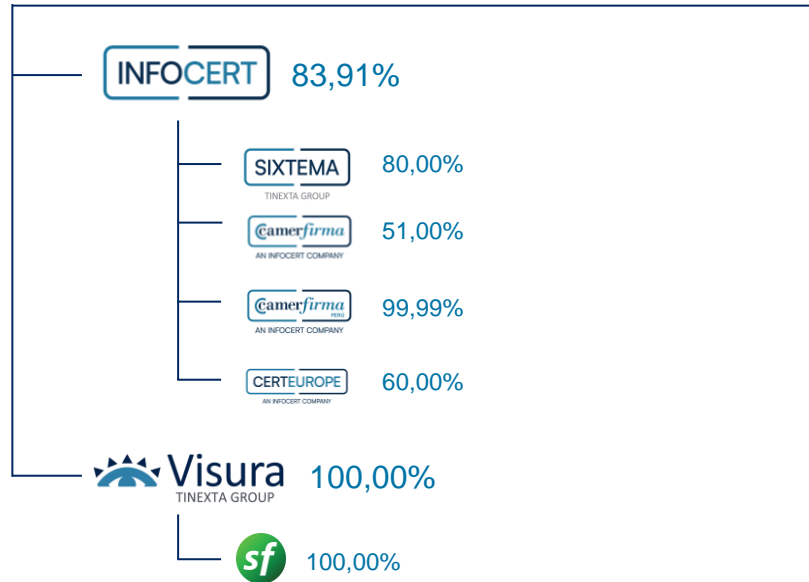 INFOCERT 83,91%
SIXTEMA 80,00%
TINEXTA GROUP
Camerfirma 51,00%
AN INFOCERT COMPANY
Camerfirma 99,99%
PERÚ
AN INFOCERT COMPANY
CERTEUROPE 60,00%
AN INFOCERT COMPANY
Visura 100,00%
TINEXTA GROUP
sf 100,00%